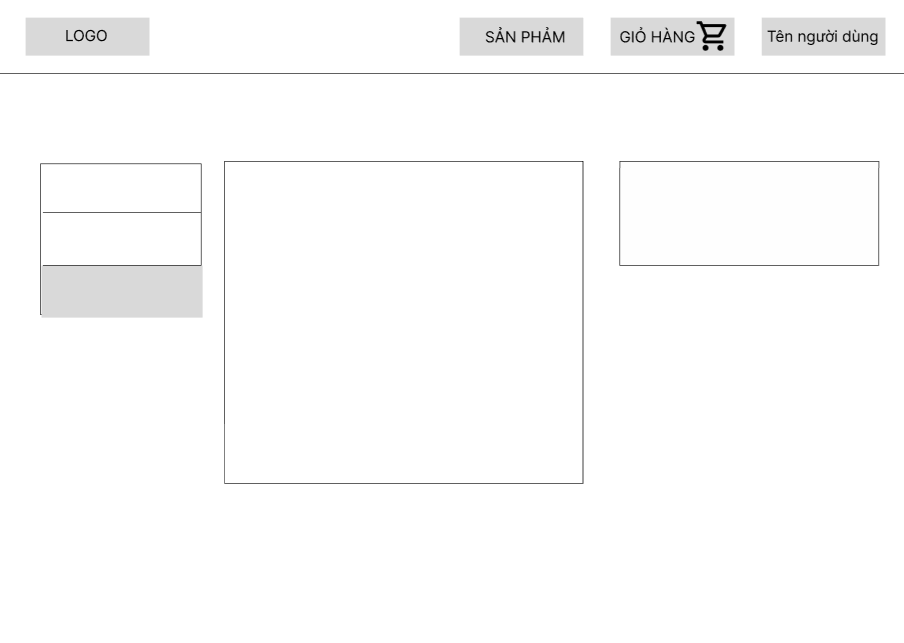 LOGO
SẢN PHẨM
GIỎ HÀNG
Tên người dùng